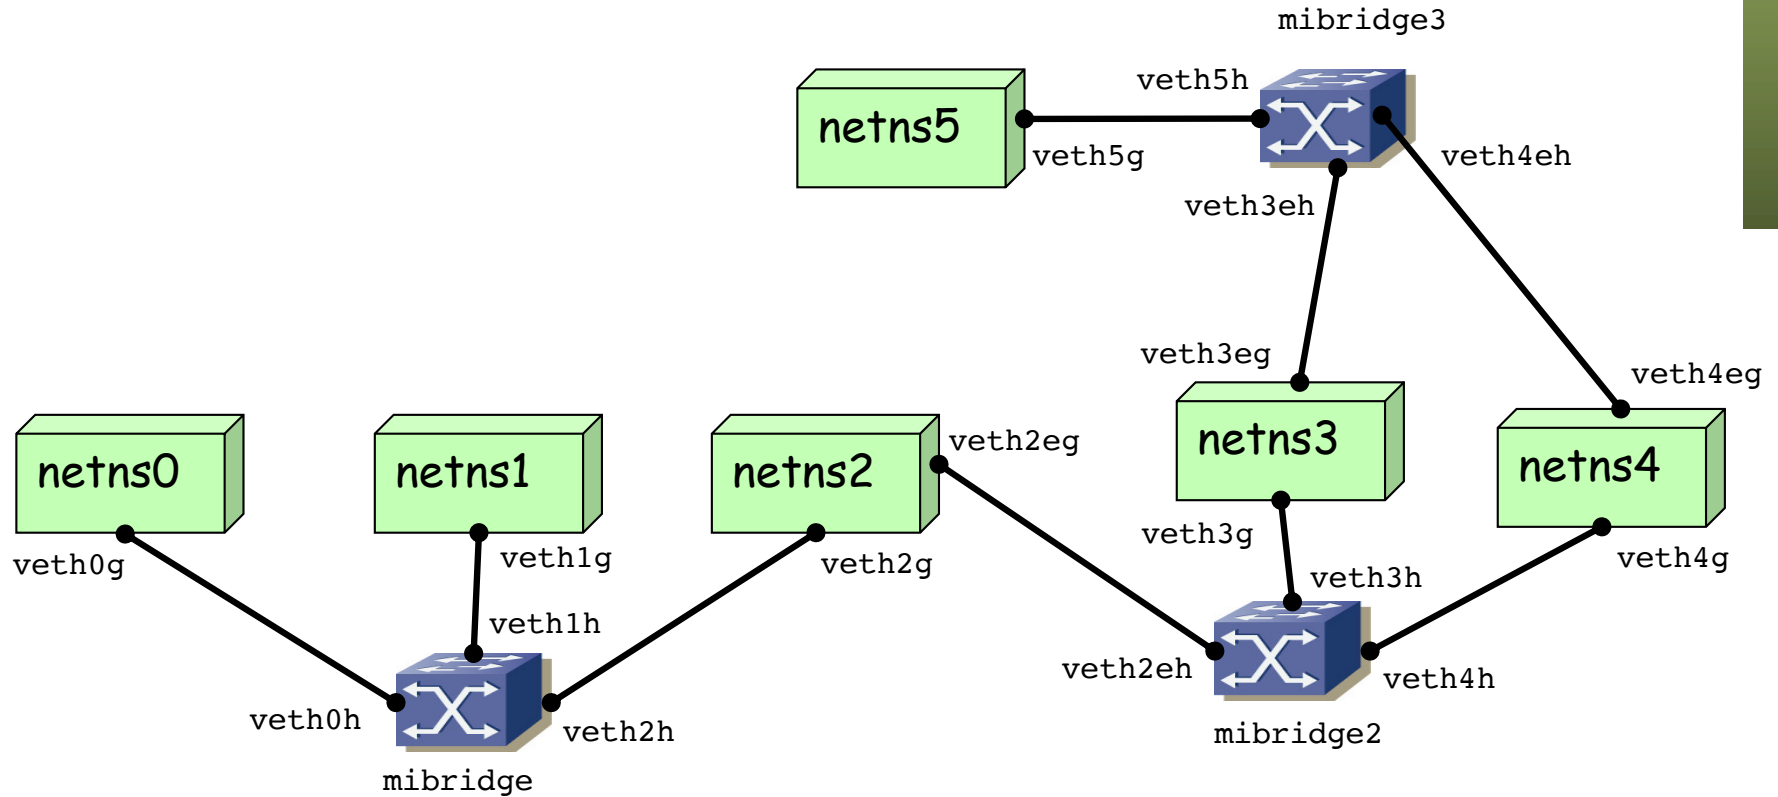 mibridge3
veth5h
netns5
veth5g
veth4eh
veth3eh
veth3eg
veth4eg
netns0
netns1
netns2
veth2eg
netns3
netns4
veth0g
veth1g
veth2g
veth3g
veth4g
veth1h
veth3h
veth2eh
veth4h
veth0h
veth2h
mibridge2
mibridge